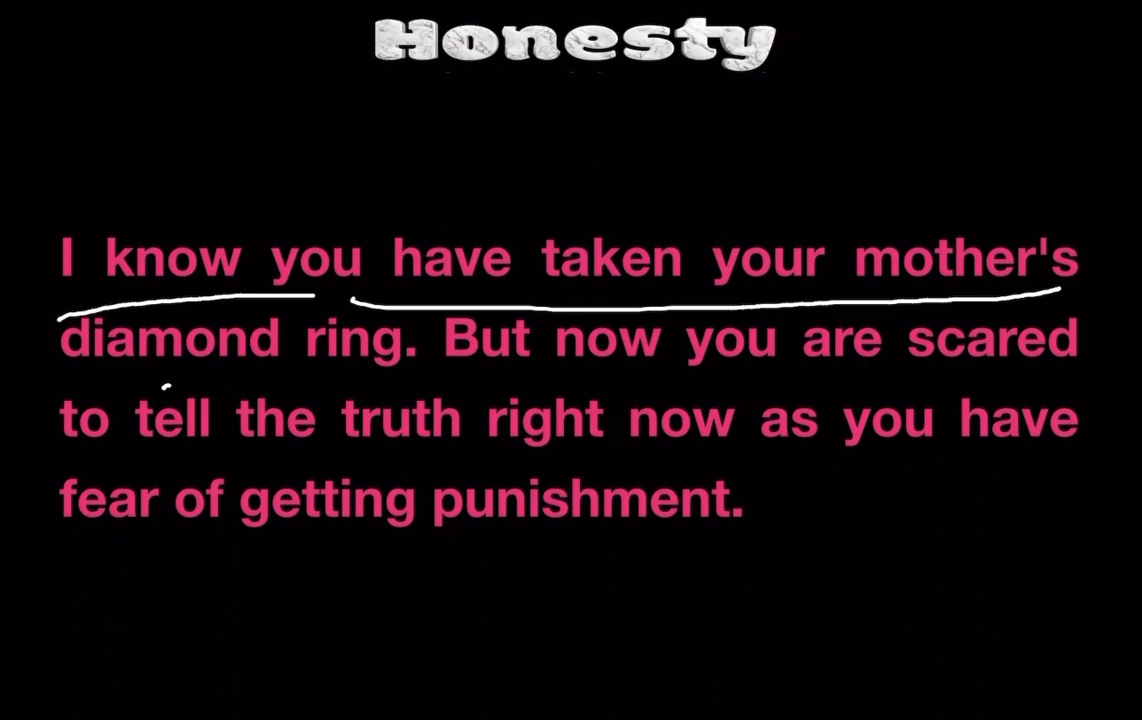 Honesty
I know you have taken your mother's
diamond ring. But now you are scared
to tell the truth right now as you have
fear of getting punishment.